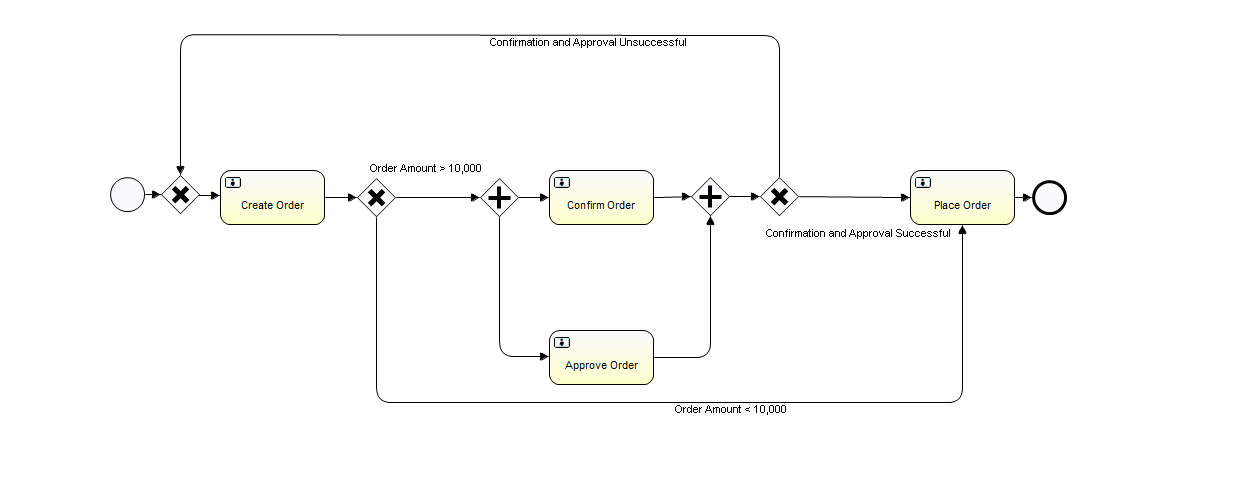 Confirmation and Approval Unsuccessful
Order Amount > 10,000
Create Order
Confirm Order
Place Order
Confirmation and Approval Successful
Approve Order
Order Amount < 10,000